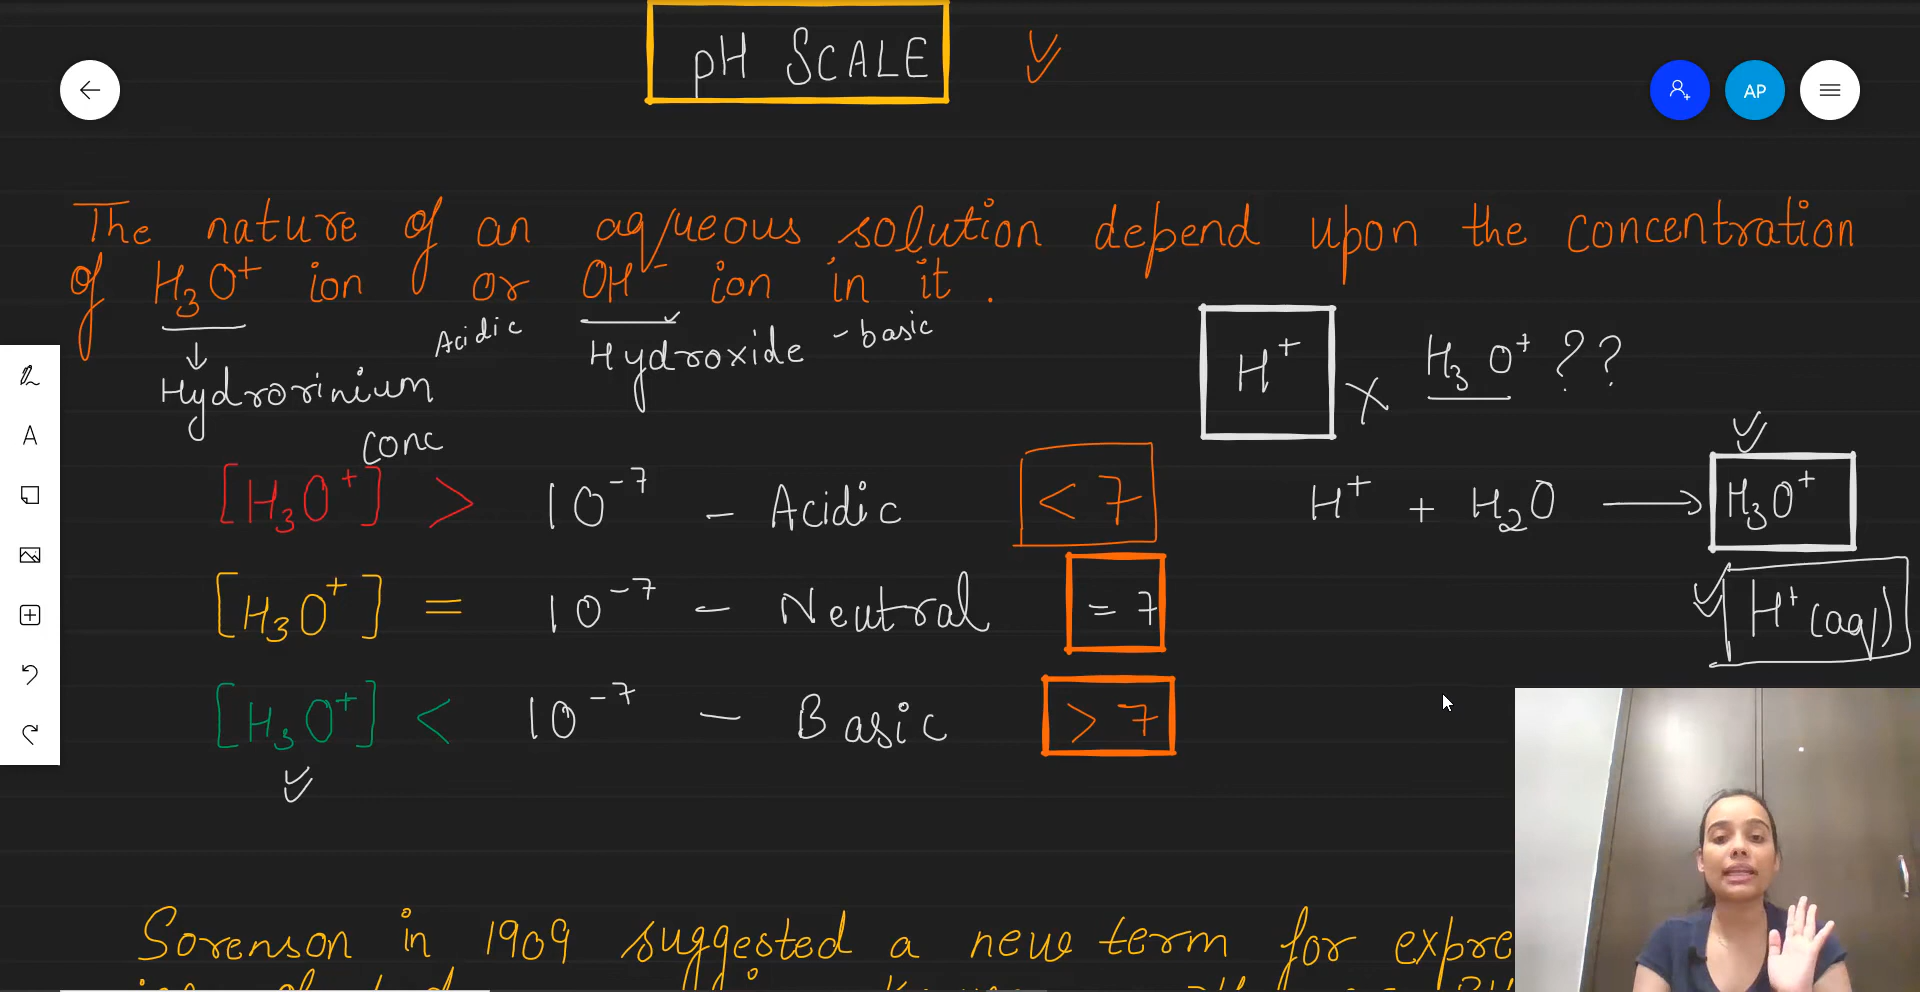 pH SCALE
AP
The nature of an aqueous solution depend upon the concentration
of H₃O⁺ ion or OH⁻ ion in it.
Acidic
Hydroxide - basic
Hydrorinium
H⁺ X H₃O⁺ ??
conc
[H₃O⁺] > 10⁻⁷ - Acidic < 7
H⁺ + H₂O → H₃O⁺
[H₃O⁺] = 10⁻⁷ - Neutral = 7
H⁺(aq)
[H₃O⁺] < 10⁻⁷ - Basic > 7
Sorenson in 1909 suggested a new term for expre